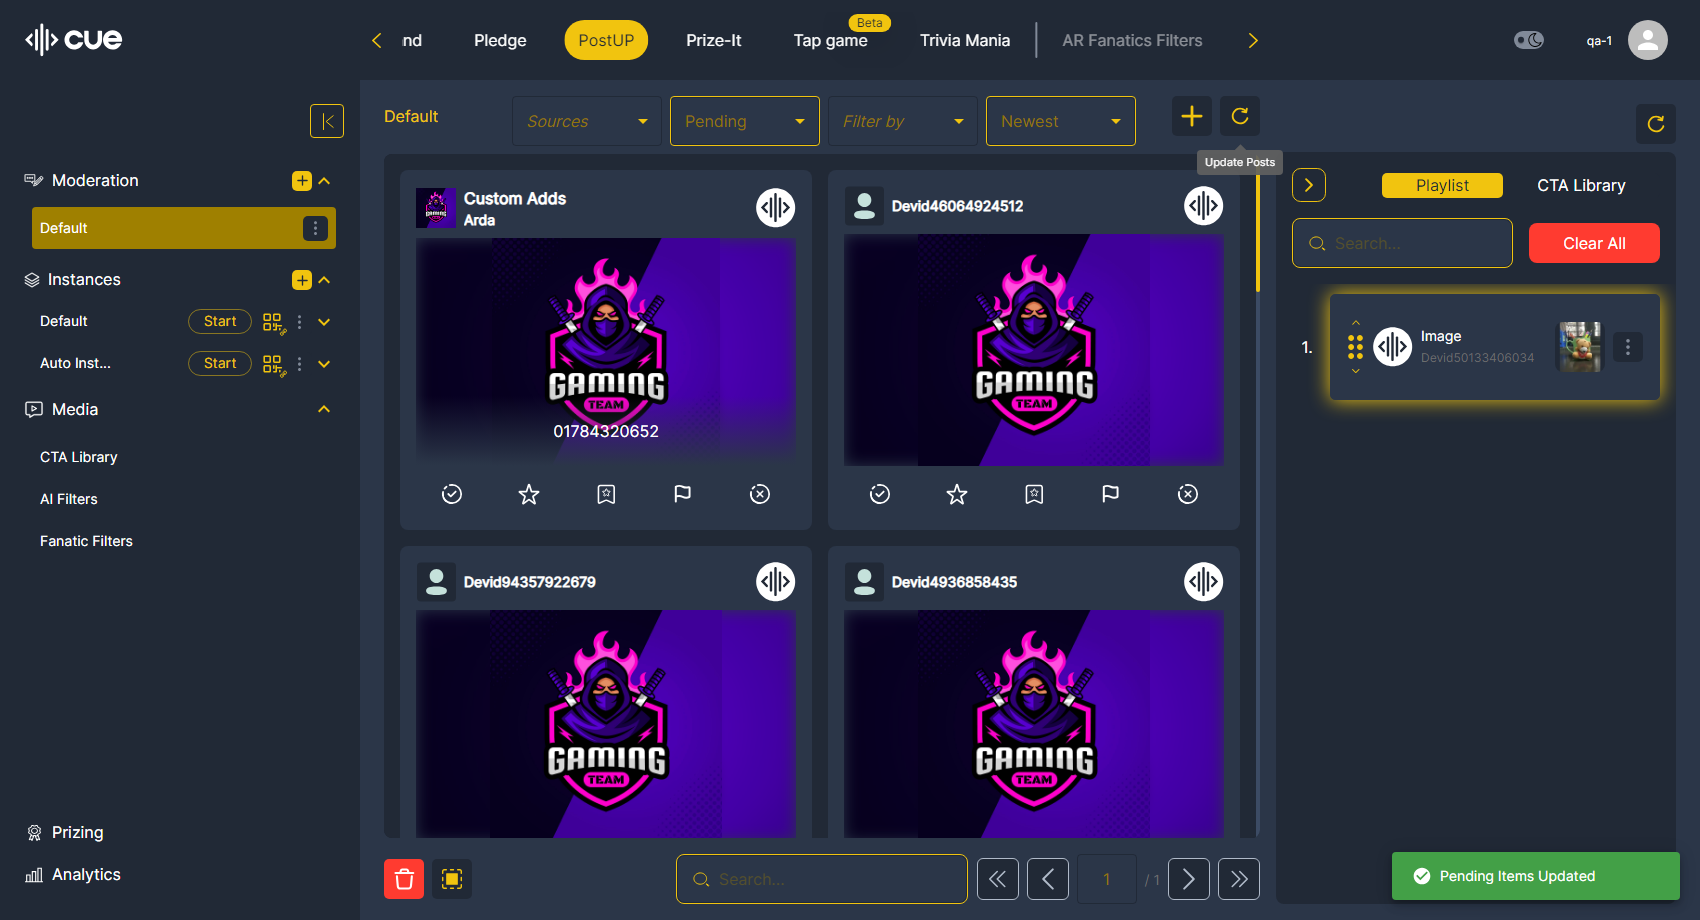 cue
nd
Pledge
PostUP
Prize-It
Tap game
Beta
Trivia Mania
AR Fanatics Filters
qa-1
Moderation
Default
Instances
Default
Start
Auto Inst...
Start
Media
CTA Library
AI Filters
Fanatic Filters
Prizing
Analytics
Default
Sources
Pending
Filter by
Newest
Update Posts
Custom Adds
Arda
GAMING
TEAM
01784320652
Devid46064924512
GAMING
TEAM
Devid94357922679
GAMING
TEAM
Devid4936858435
GAMING
TEAM
Search...
1
/ 1
Playlist
CTA Library
Search...
Clear All
1.
Image
Devid50133406034
Pending Items Updated